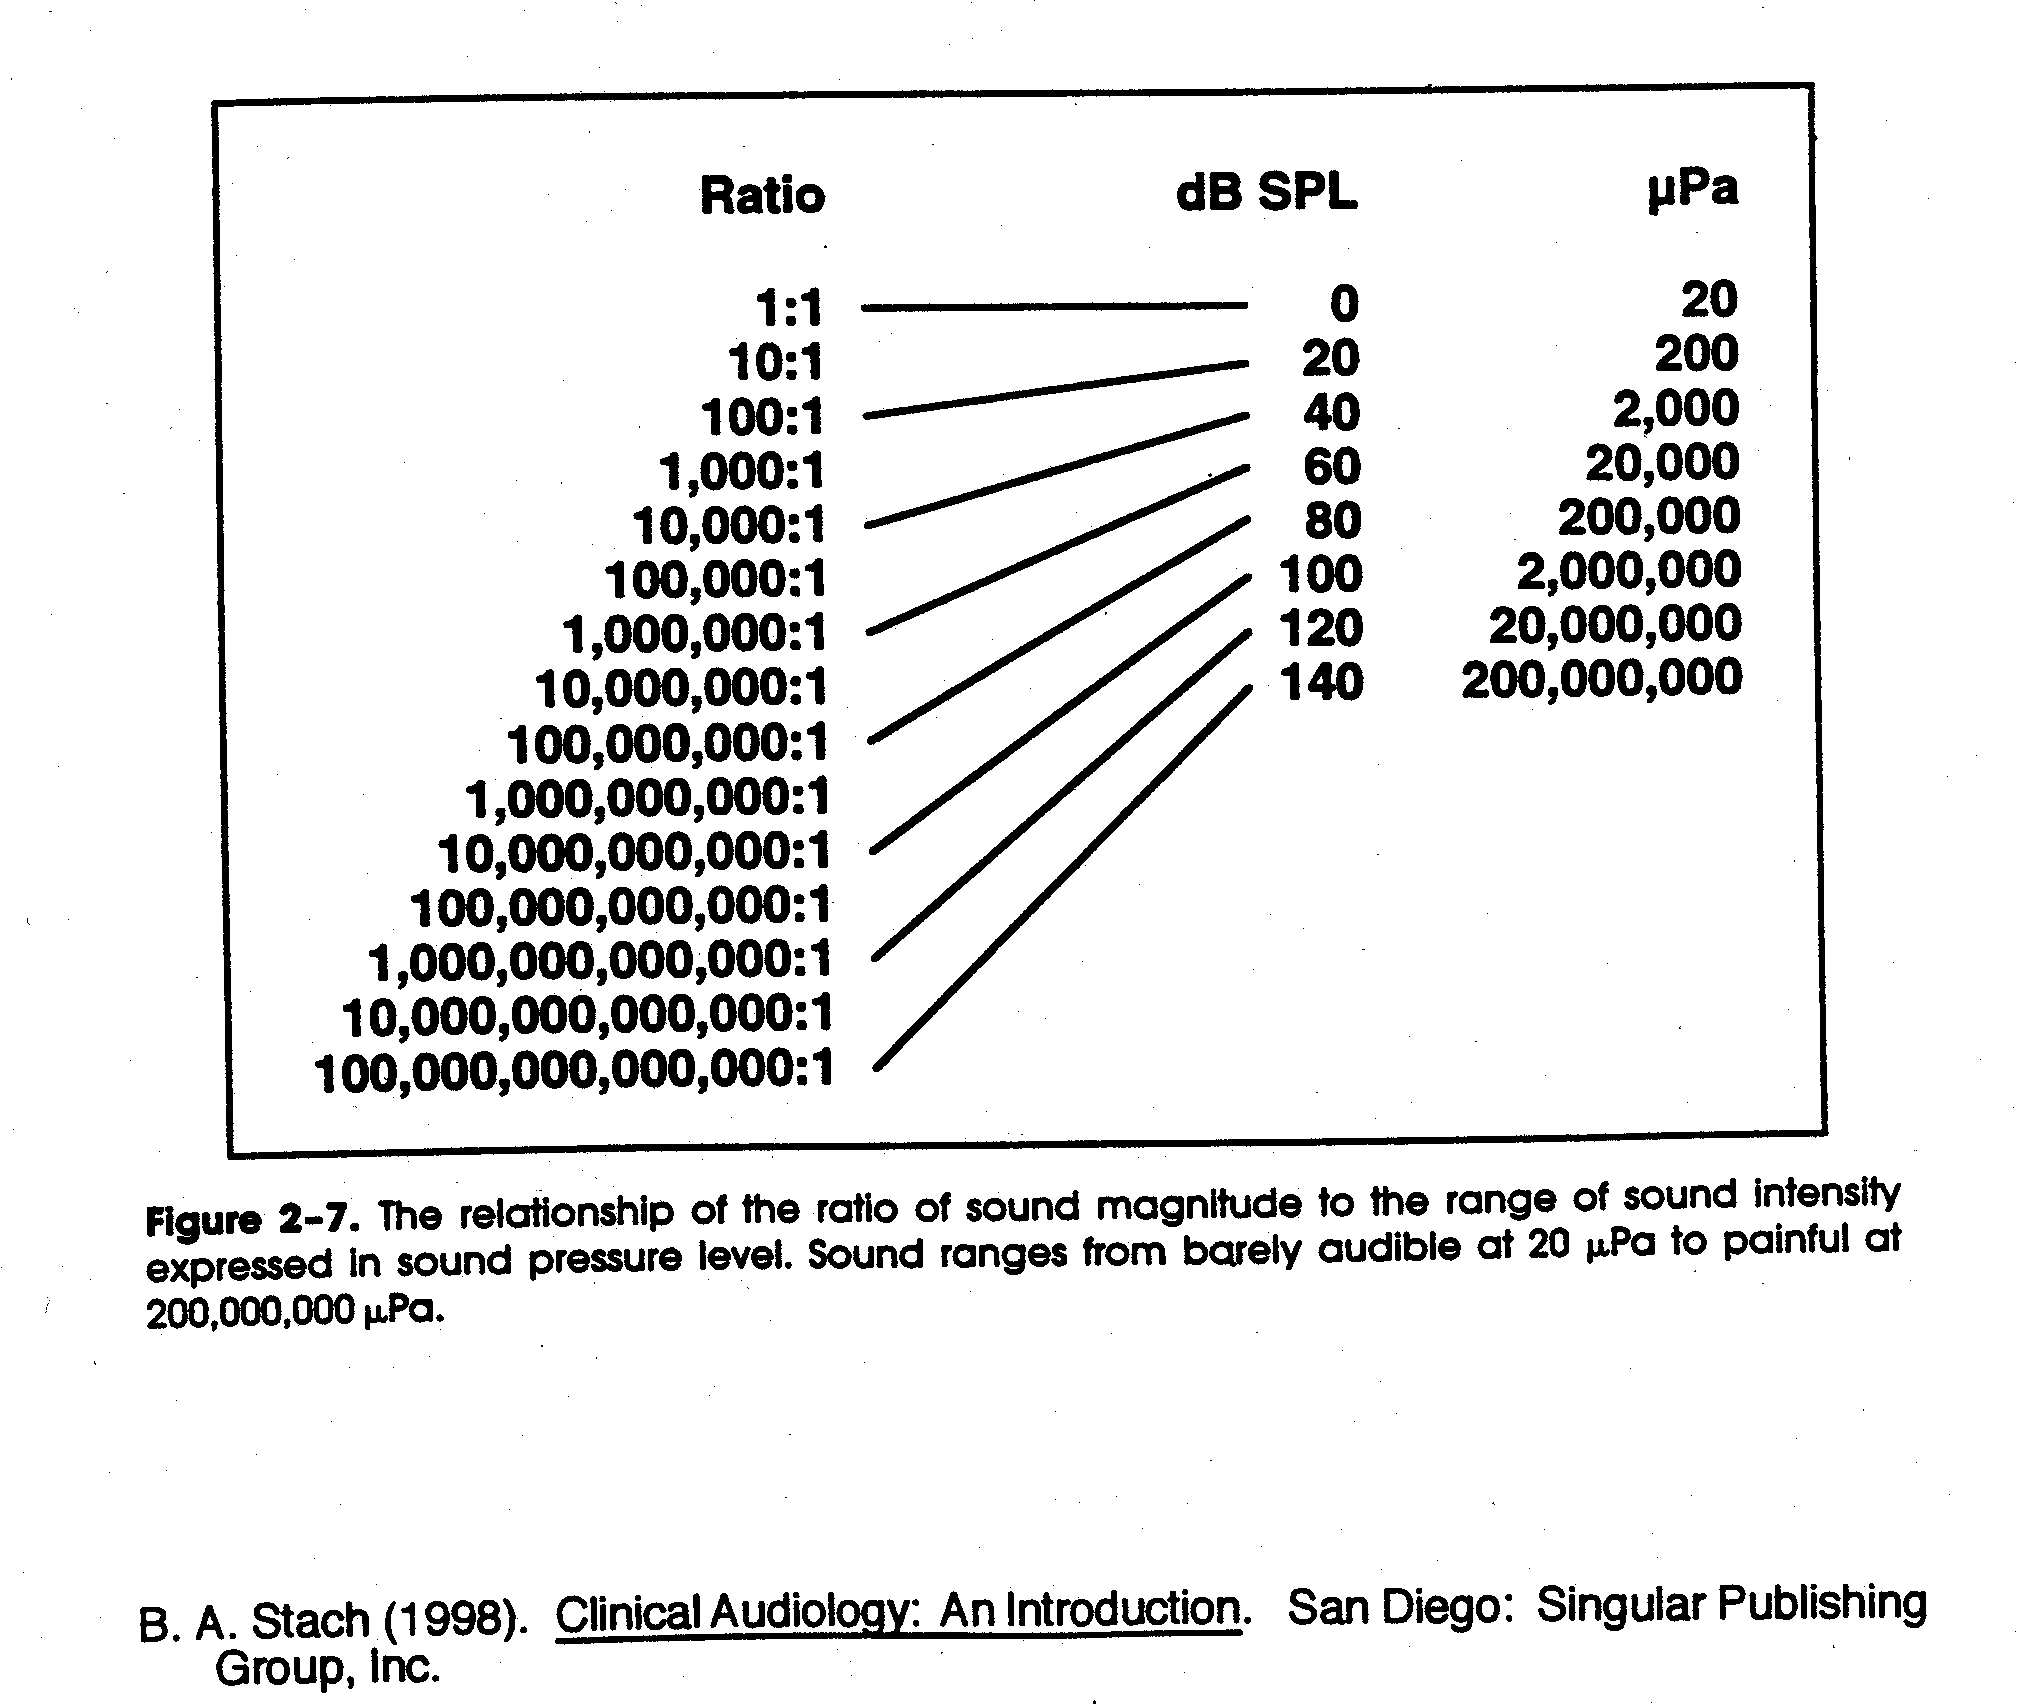 Ratio dB SPL µPa
1:1 0 20
10:1 20 200
100:1 40 2,000
1,000:1 60 20,000
10,000:1 80 200,000
100,000:1 100 2,000,000
1,000,000:1 120 20,000,000
10,000,000:1 140 200,000,000
100,000,000:1
1,000,000,000:1
10,000,000,000:1
100,000,000,000:1
1,000,000,000,000:1
10,000,000,000,000:1
100,000,000,000,000:1
Figure 2-7. The relationship of the ratio of sound magnitude to the range of sound intensity
expressed in sound pressure level. Sound ranges from barely audible at 20 µPa to painful at
200,000,000 µPa.
B. A. Stach (1998). Clinical Audiology: An Introduction. San Diego: Singular Publishing
Group, Inc.